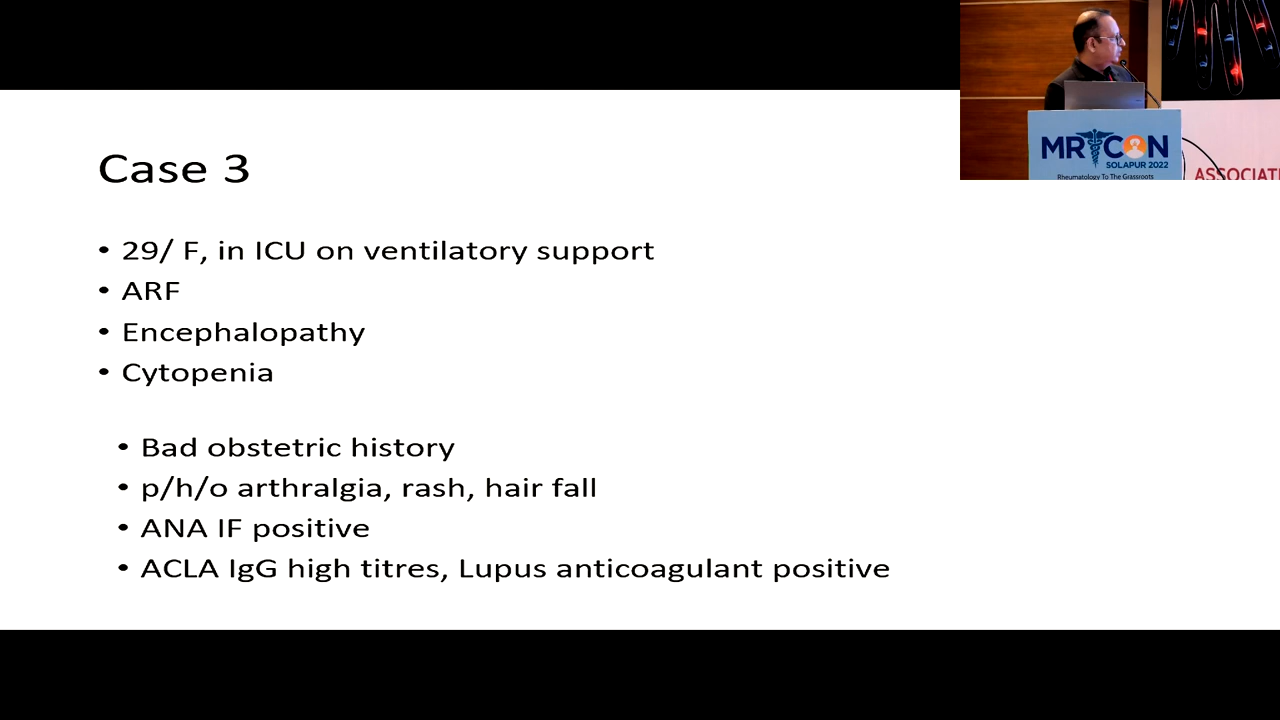 Case 3
• 29/ F, in ICU on ventilatory support
• ARF
• Encephalopathy
• Cytopenia
• Bad obstetric history
• p/h/o arthralgia, rash, hair fall
• ANA IF positive
• ACLA IgG high titres, Lupus anticoagulant positive
MRCON
SOLAPUR 2022
Rheumatology To The Grassroots
ASSOCIATI